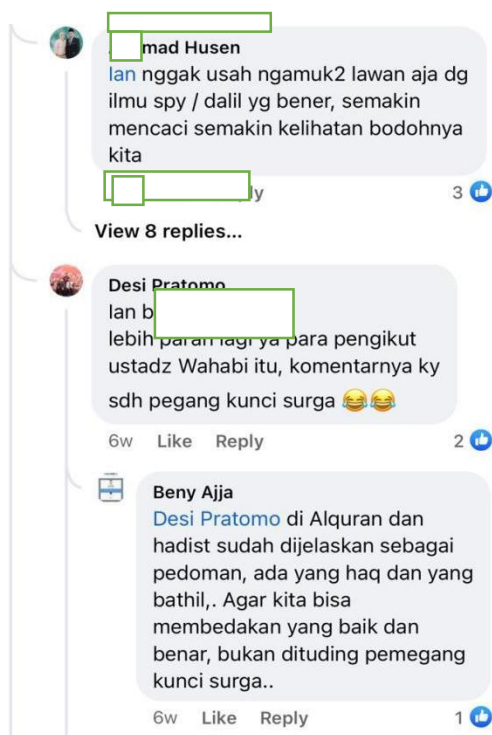 mad Husen
Ian nggak usah ngamuk2 lawan aja dg
ilmu spy / dalil yg bener, semakin
mencaci semakin kelihatan bodohnya
kita
3
View 8 replies...
Desi Pratomo
Ian b
lebih parah lagi ya para pengikut
ustadz Wahabi itu, komentarnya ky
sdh pegang kunci surga 😂😂
6w Like Reply 2
Beny Ajja
Desi Pratomo di Alquran dan
hadist sudah dijelaskan sebagai
pedoman, ada yang haq dan yang
bathil,. Agar kita bisa
membedakan yang baik dan
benar, bukan dituding pemegang
kunci surga..
6w Like Reply 1